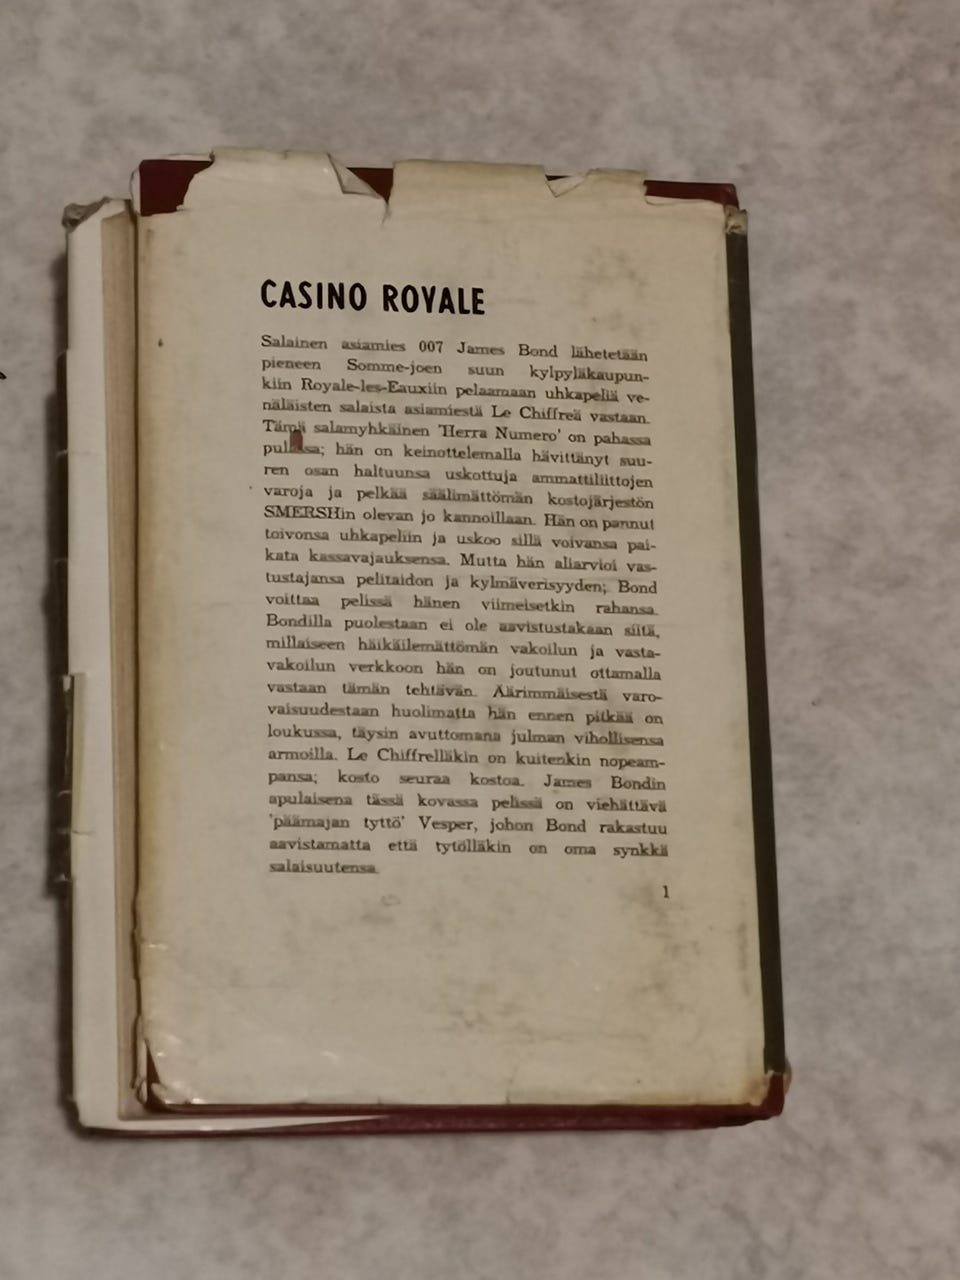 CASINO ROYALE
Salainen asiamies 007 James Bond lähetetään
pieneen Somme-joen suun kylpyläkaupun-
kiin Royale-les-Eauxiin pelaamaan uhkapeliä ve-
näläisten salaista asiamiestä Le Chiffreä vastaan.
Tämä salamyhkäinen 'Herra Numero' on pahassa
pulassa; hän on keinottelemalla hävittänyt suu-
ren osan haltuunsa uskottuja ammattiliittojen
varoja ja pelkää säälimättömän kostojärjestön
SMERSHin olevan jo kannoillaan. Hän on pannut
toivonsa uhkapeliin ja uskoo sillä voivansa pai-
kata kassavajauksensa. Mutta hän aliarvioi vas-
tustajansa pelitaidon ja kylmäverisyyden; Bond
voittaa pelissä hänen viimeisetkin rahansa.
Bondilla puolestaan ei ole aavistustakaan siitä,
millaiseen häikäilemättömän vakoilun ja vasta-
vakoilun verkkoon hän on joutunut ottamalla
vastaan tämän tehtävän. Äärimmäisestä varo-
vaisuudestaan huolimatta hän ennen pitkää on
loukussa, täysin avuttomana julman vihollisensa
armoilla. Le Chiffrelläkin on kuitenkin nopeam-
pansa; kosto seuraa kostoa. James Bondin
apulaisena tässä kovassa pelissä on viehättävä
'päämajan tyttö' Vesper, johon Bond rakastuu
aavistamatta että tytölläkin on oma synkkä
salaisuutensa.
1